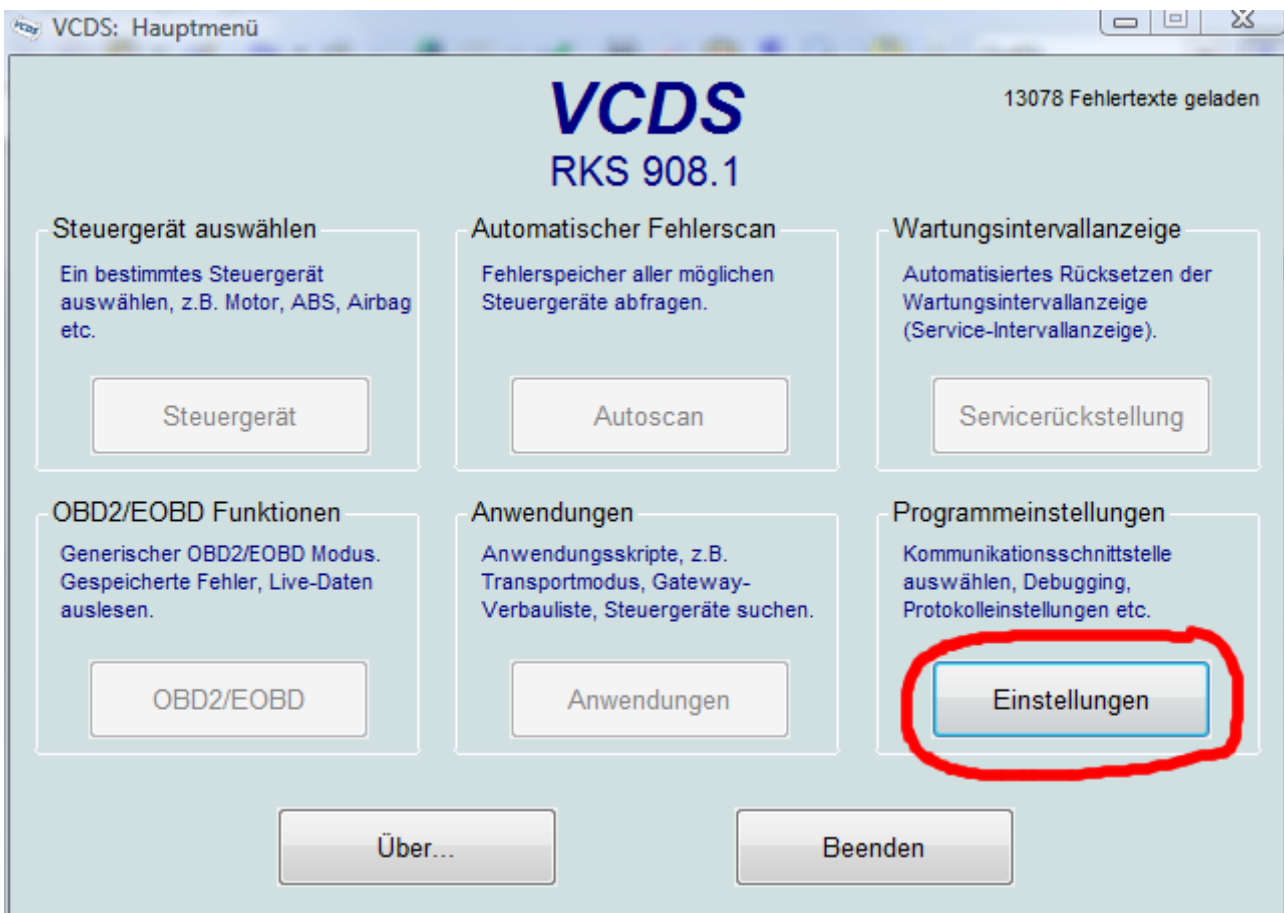 VCDS: Hauptmenü
VCDS
RKS 908.1
13078 Fehlertexte geladen
Steuergerät auswählen
Ein bestimmtes Steuergerät
auswählen, z.B. Motor, ABS, Airbag
etc.
Steuergerät
Automatischer Fehlerscan
Fehlerspeicher aller möglichen
Steuergeräte abfragen.
Autoscan
Wartungsintervallanzeige
Automatisiertes Rücksetzen der
Wartungsintervallanzeige
(Service-Intervallanzeige).
Servicerückstellung
OBD2/EOBD Funktionen
Generischer OBD2/EOBD Modus.
Gespeicherte Fehler, Live-Daten
auslesen.
OBD2/EOBD
Anwendungen
Anwendungsskripte, z.B.
Transportmodus, Gateway-
Verbauliste, Steuergeräte suchen.
Anwendungen
Programmeinstellungen
Kommunikationsschnittstelle
auswählen, Debugging,
Protokolleinstellungen etc.
Einstellungen
Über...
Beenden